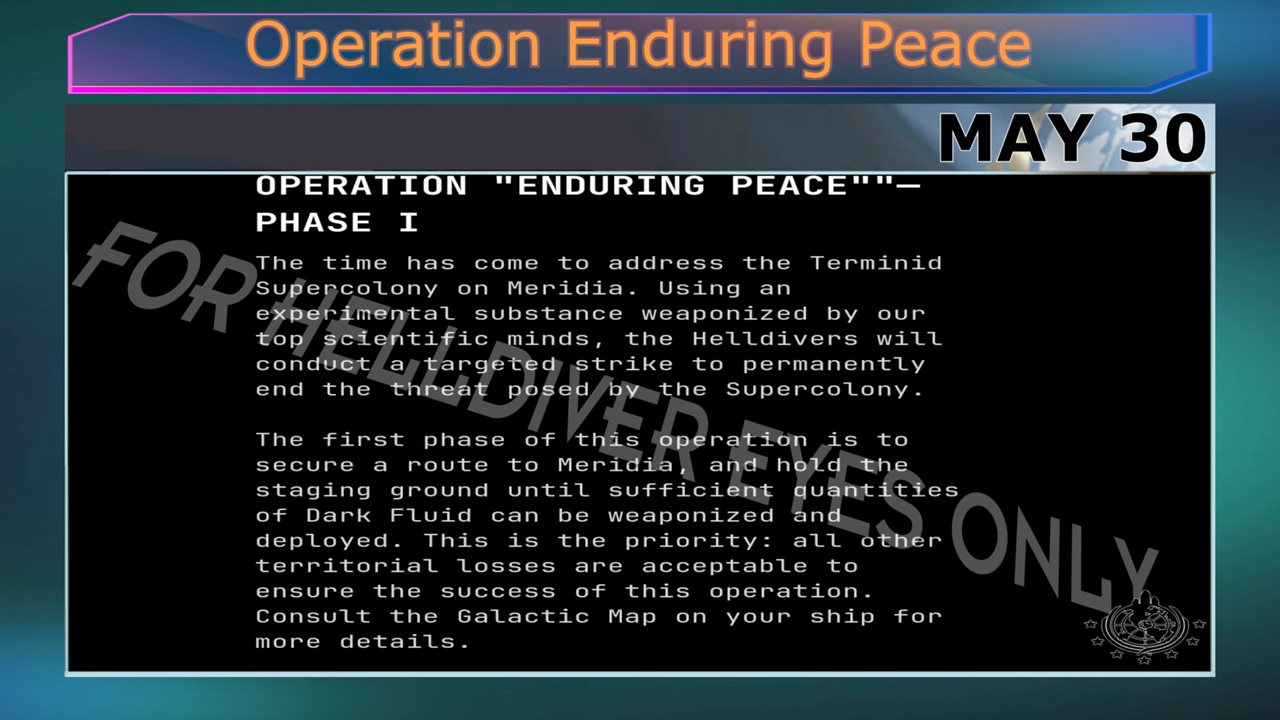 Operation Enduring Peace
MAY 30
OPERATION "ENDURING PEACE""—
PHASE I
The time has come to address the Terminid
Supercolony on Meridia. Using an
experimental substance weaponized by our
top scientific minds, the Helldivers will
conduct a targeted strike to permanently
end the threat posed by the Supercolony.
The first phase of this operation is to
secure a route to Meridia, and hold the
staging ground until sufficient quantities
of Dark Fluid can be weaponized and
deployed. This is the priority: all other
territorial losses are acceptable to
ensure the success of this operation.
Consult the Galactic Map on your ship for
more details.
FOR HELLDIVER EYES ONLY